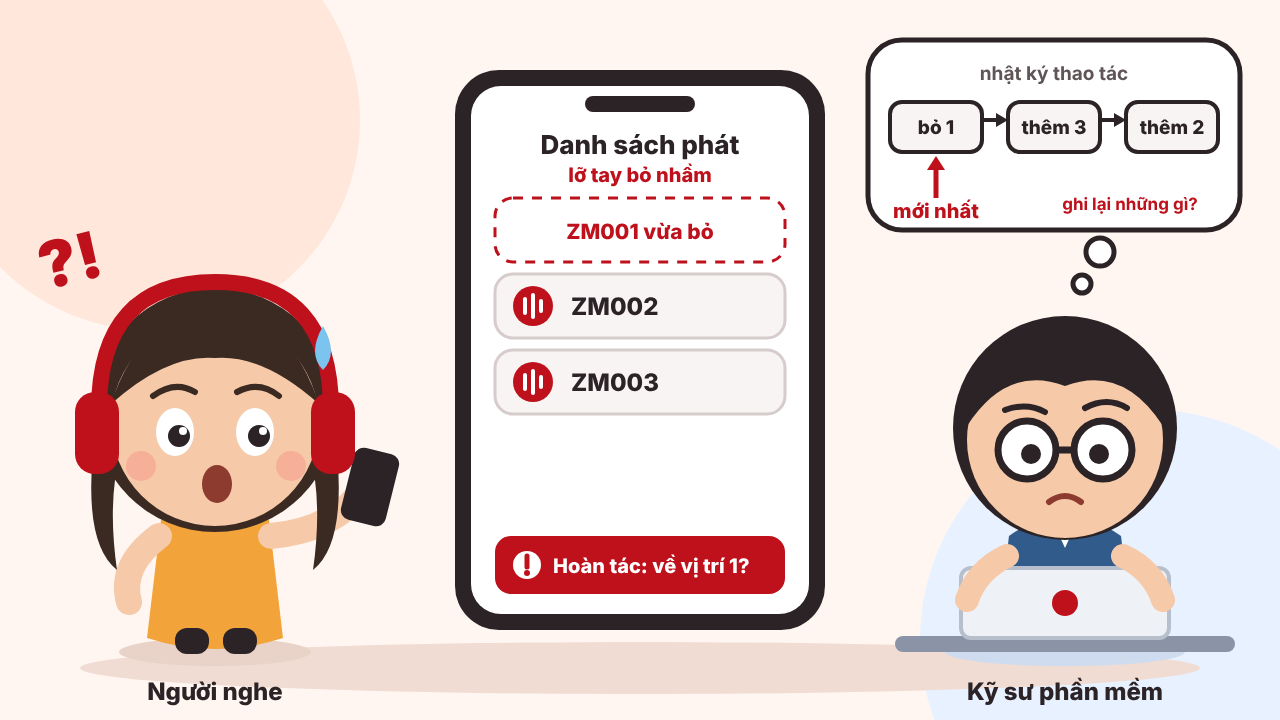 ?!
Danh sách phát
lỡ tay bỏ nhầm
ZM001 vừa bỏ
ZM002
ZM003
Hoàn tác: về vị trí 1?
nhật ký thao tác
bỏ 1
thêm 3
thêm 2
mới nhất
ghi lại những gì?
Người nghe
Kỹ sư phần mềm